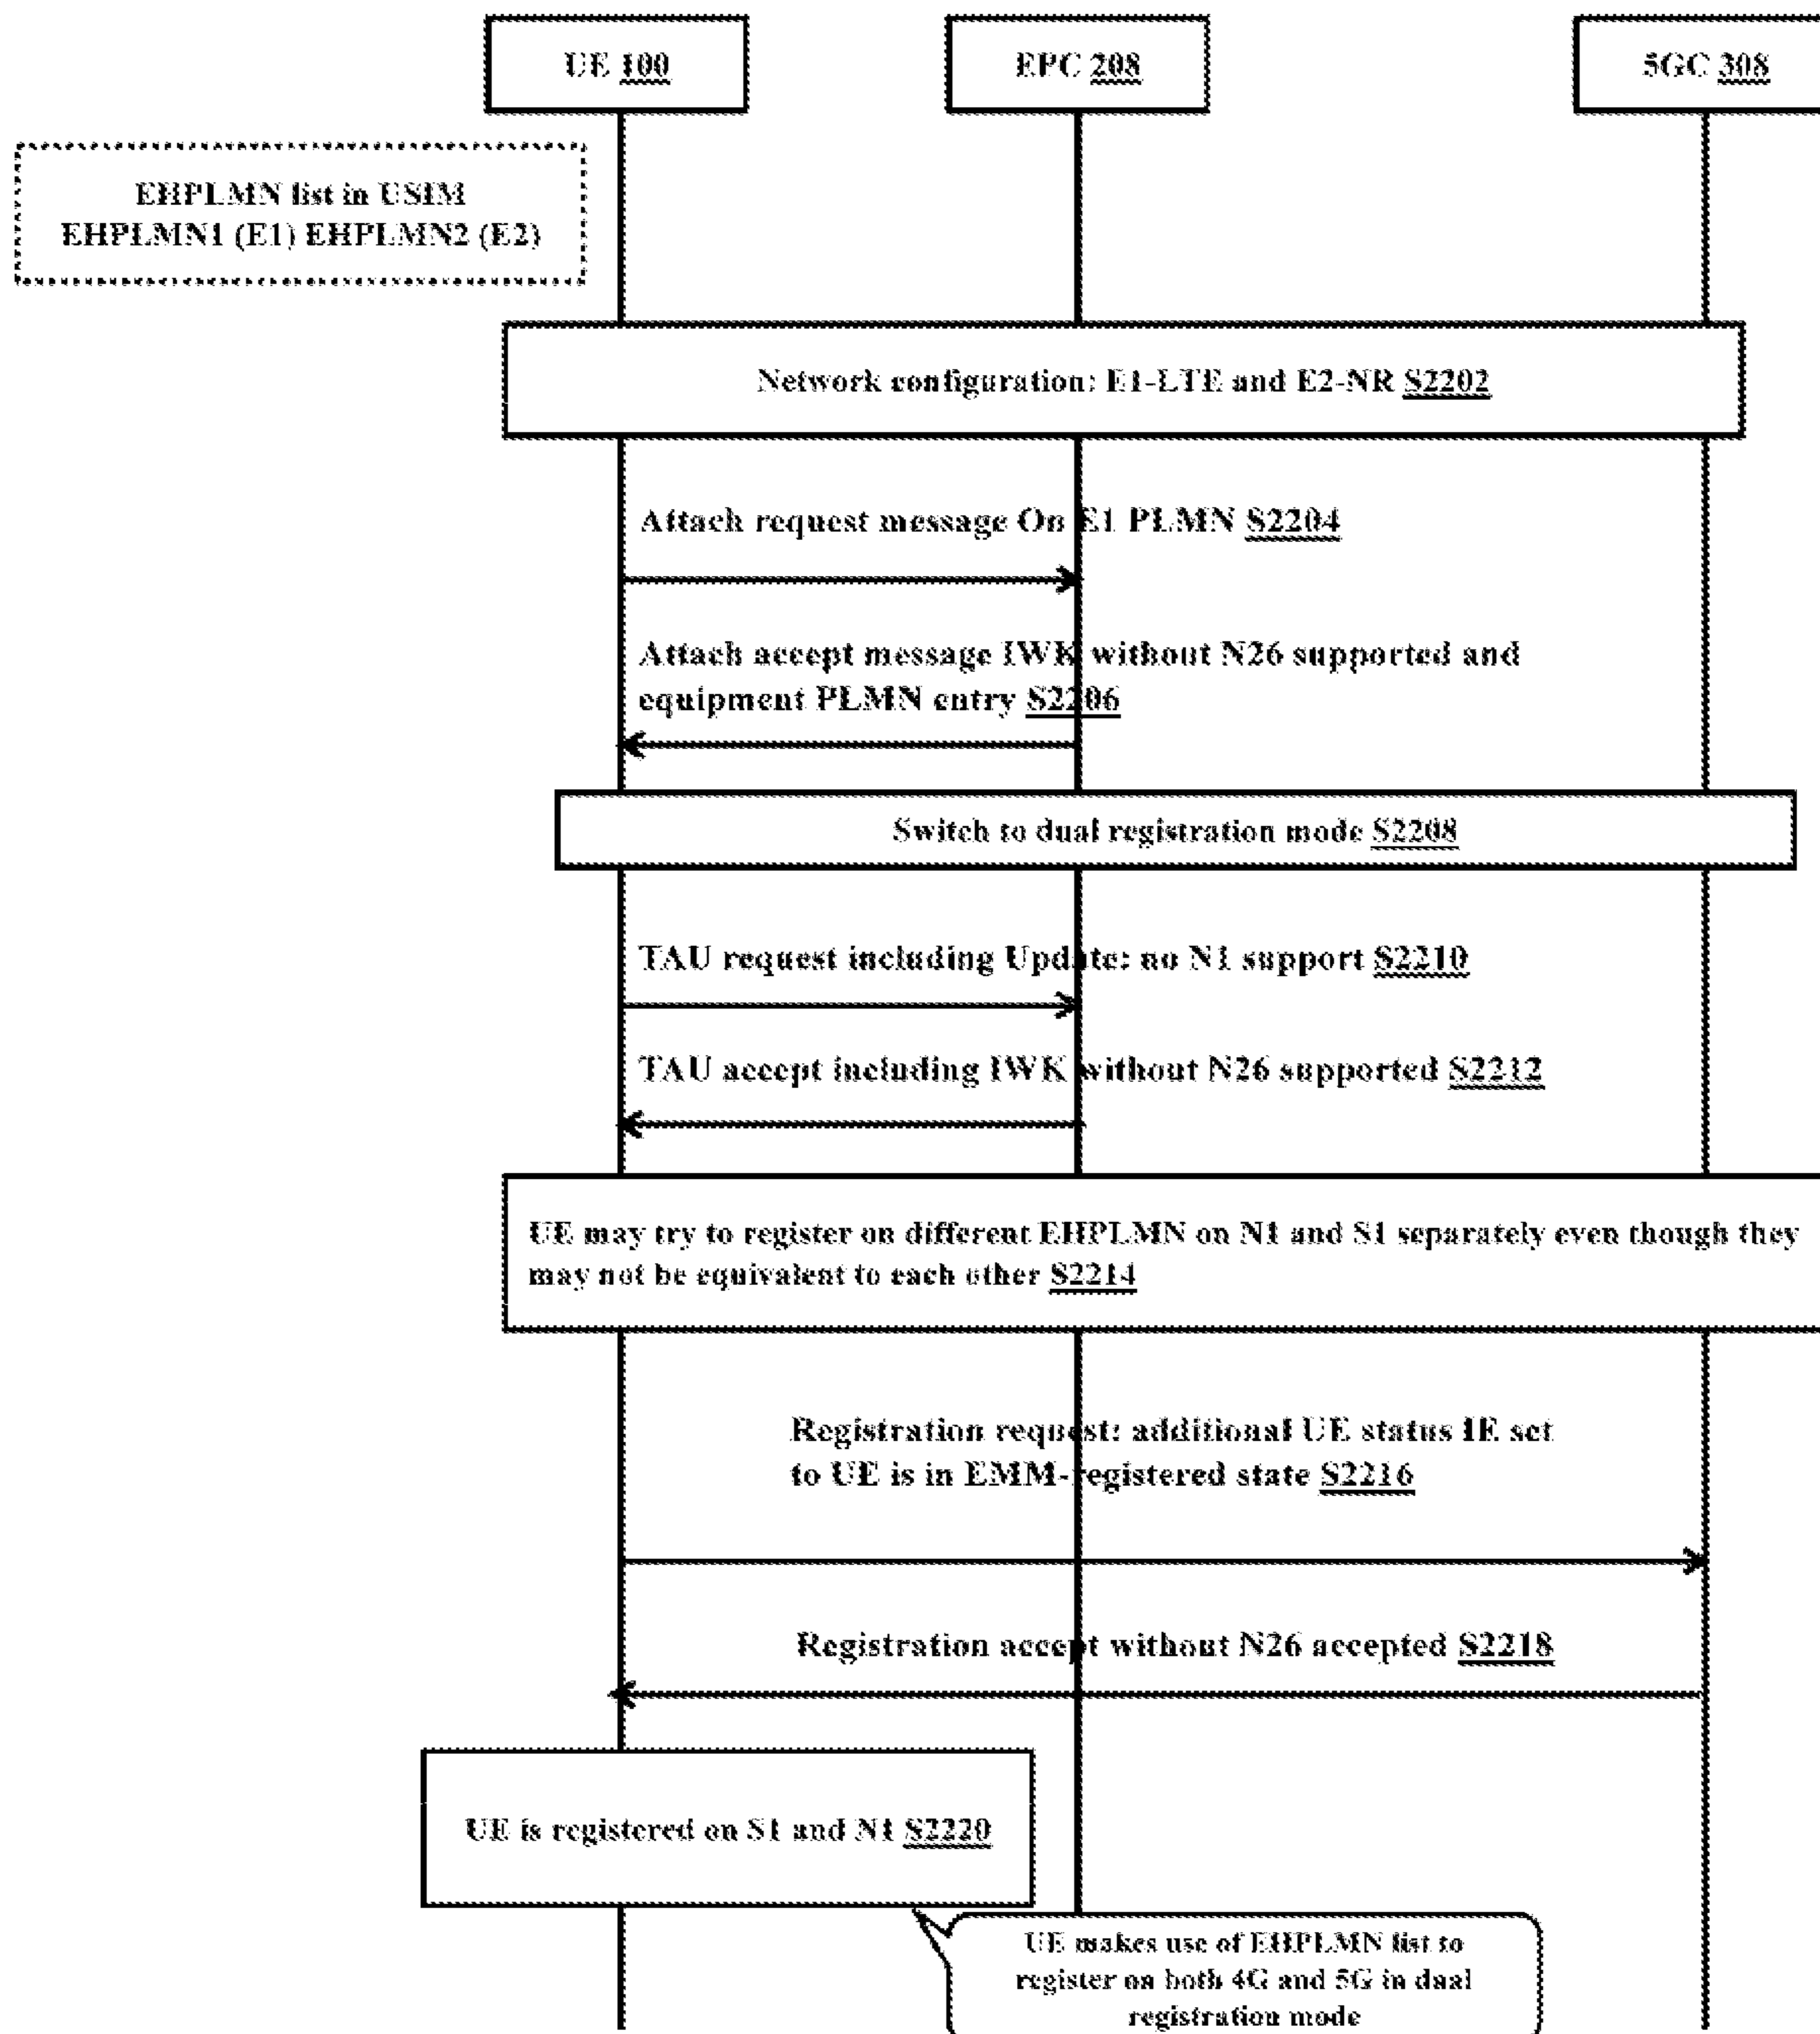 UE 100
EPC 208
5GC 308
EHPLMN list in USIM
EHPLMN1 (E1) EHPLMN2 (E2)
Network configuration: E1-LTE and E2-NR S2202
Attach request message On E1 PLMN S2204
Attach accept message IWK without N26 supported and
equipment PLMN entry S2206
Switch to dual registration mode S2208
TAU request including Update: no N1 support S2210
TAU accept including IWK without N26 supported S2212
UE may try to register on different EHPLMN on N1 and S1 separately even though they
may not be equivalent to each other S2214
Registration request: additional UE status IE set
to UE is in EMM-registered state S2216
Registration accept without N26 accepted S2218
UE is registered on S1 and N1 S2220
UE makes use of EHPLMN list to
register on both 4G and 5G in dual
registration mode